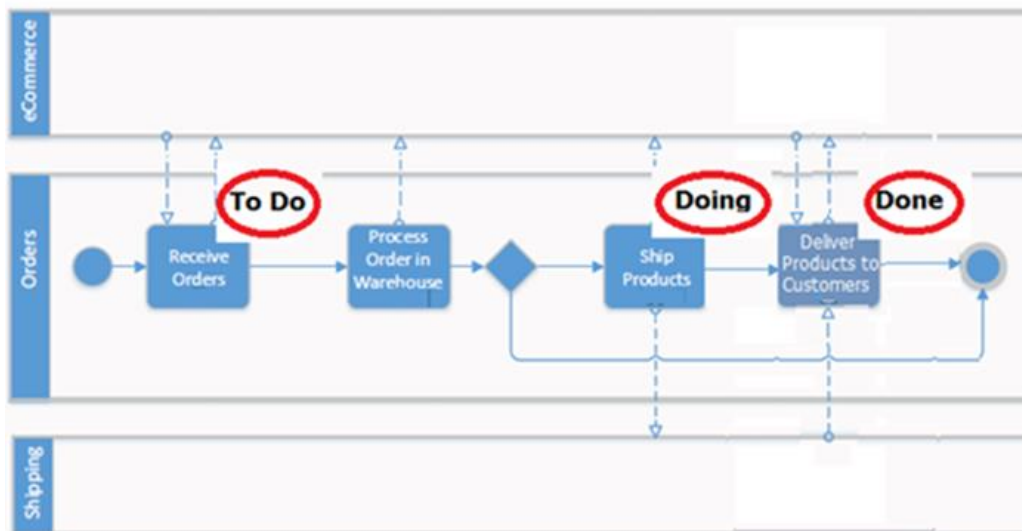 eCommerce
Orders
To Do
Doing
Done
Receive
Orders
Process
Order in
Warehouse
Ship
Products
Deliver
Products to
Customers
Shipping